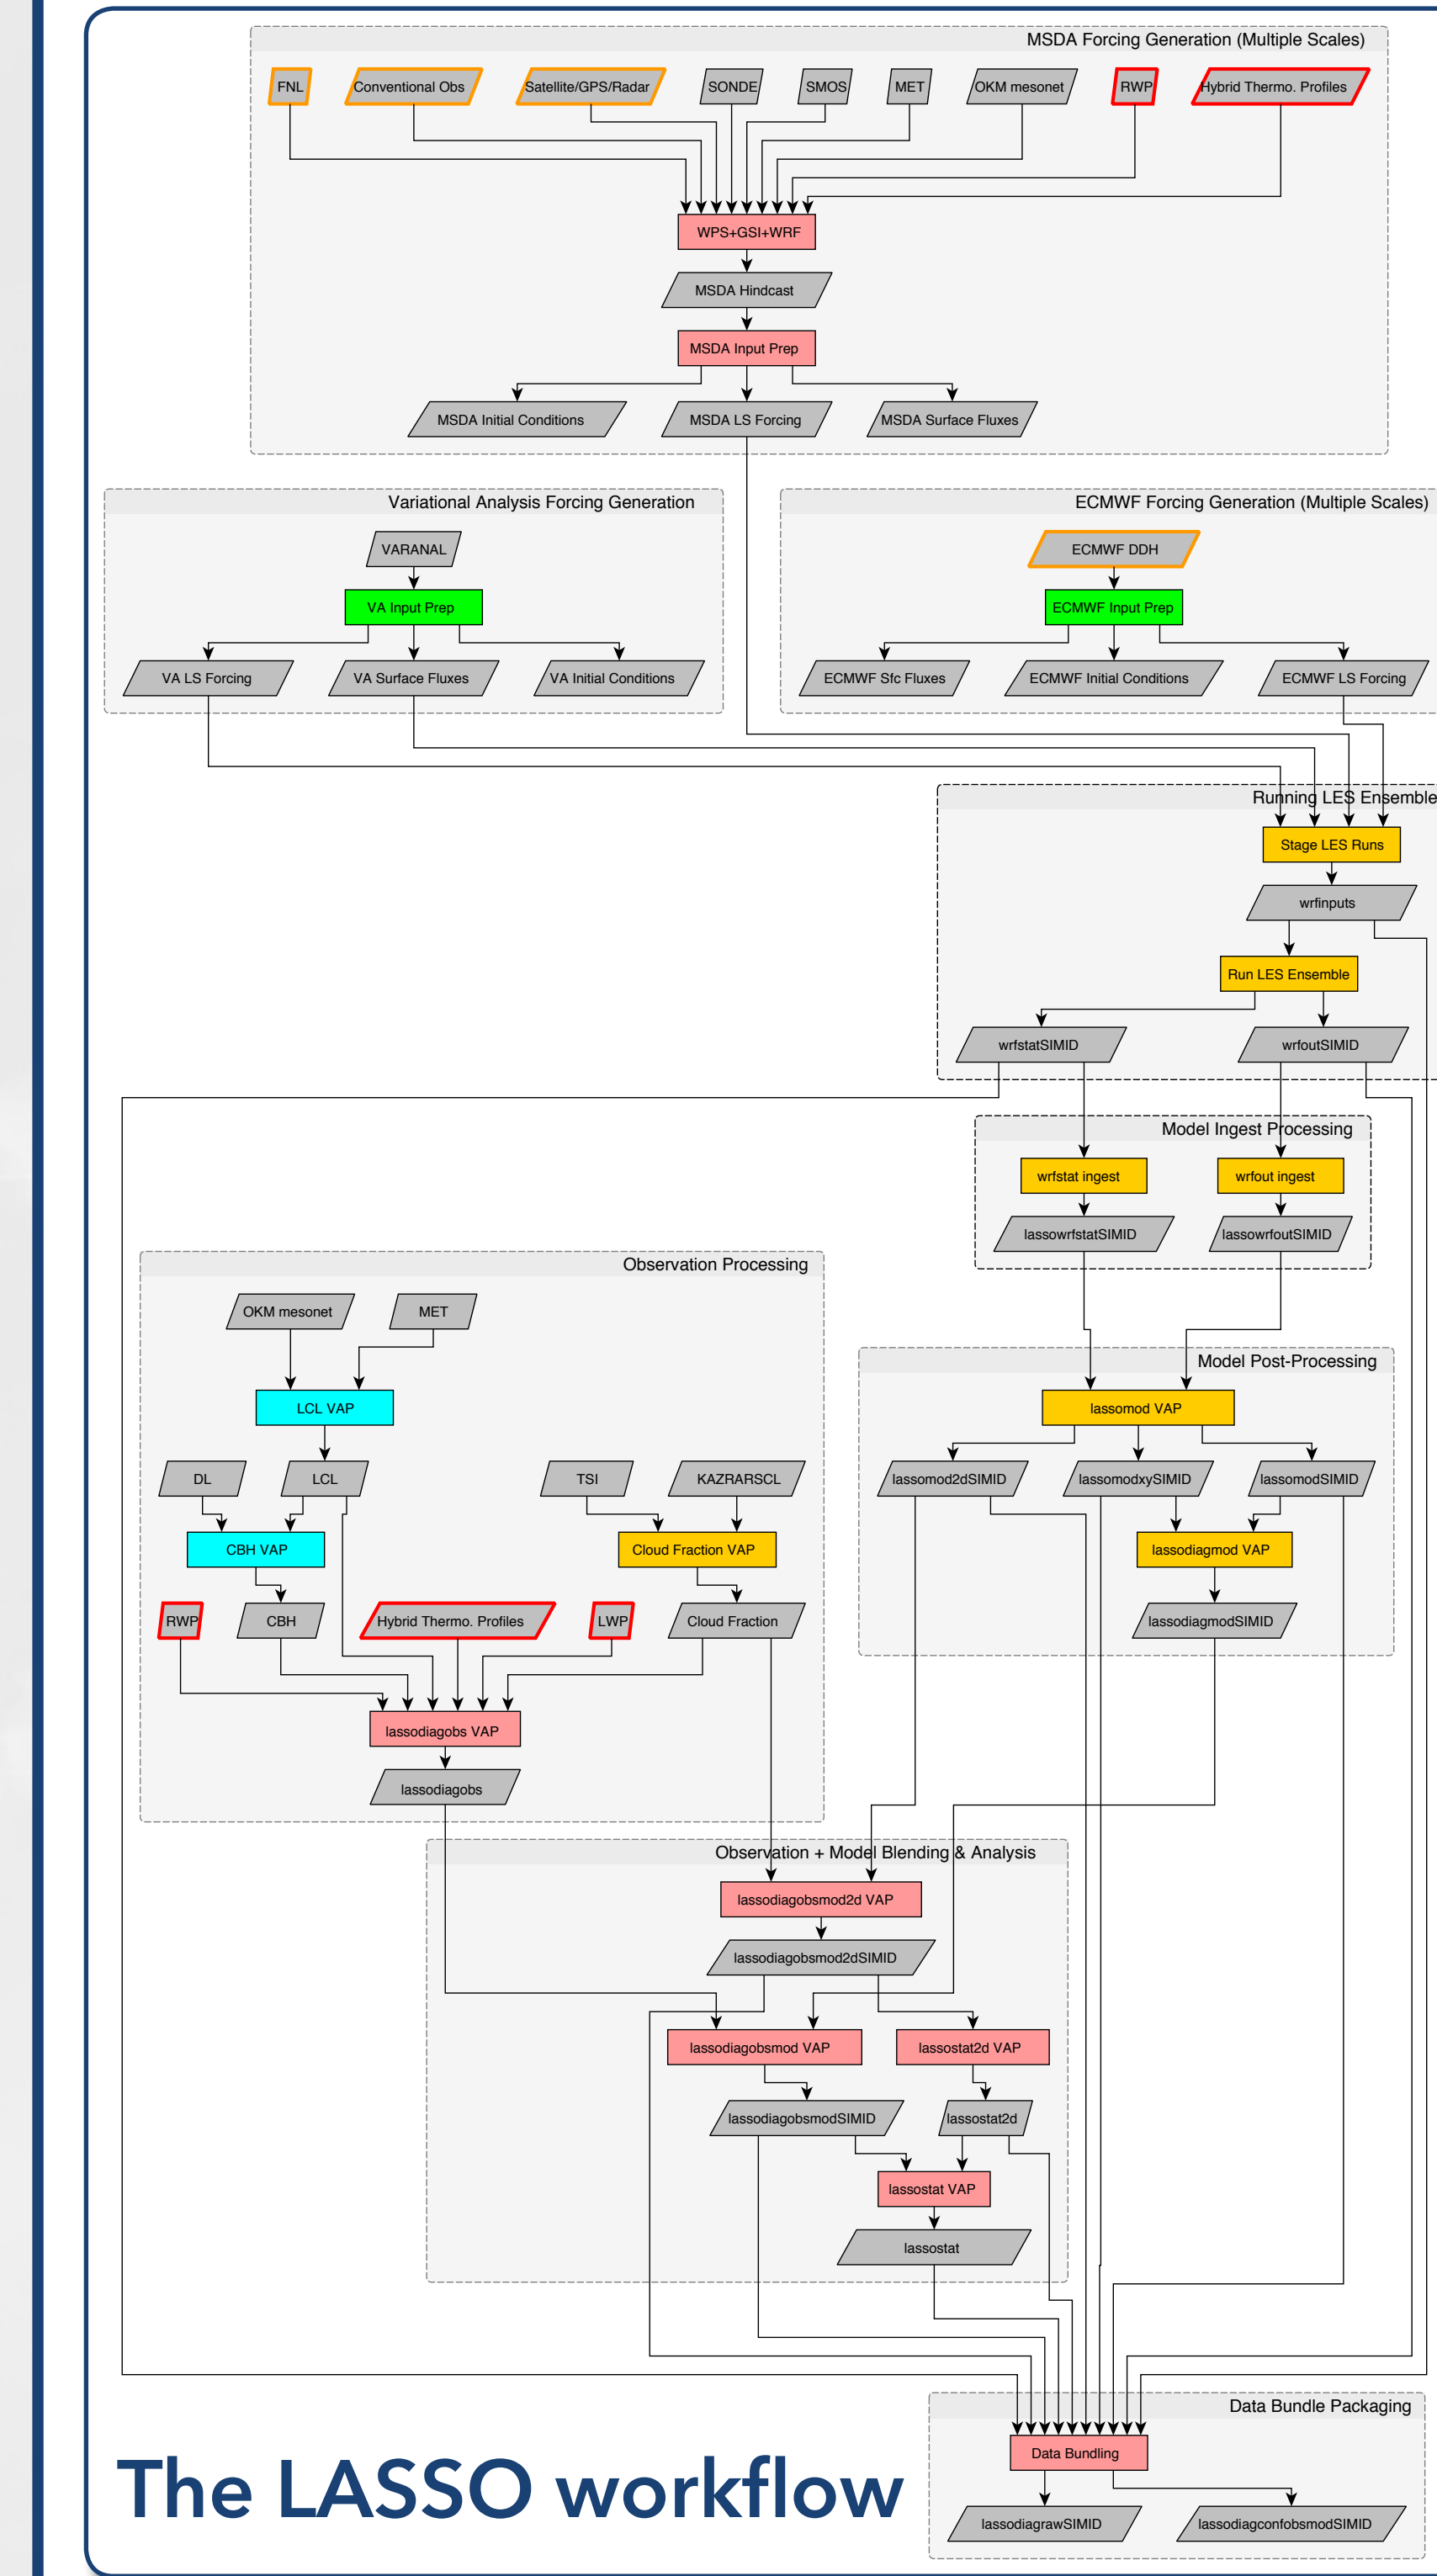 MSDA Forcing Generation (Multiple Scales)
FNL
Conventional Obs
Satellite/GPS/Radar
SONDE
SMOS
MET
OKM mesonet
RWP
Hybrid Thermo. Profiles
WPS+GSI+WRF
MSDA Hindcast
MSDA Input Prep
MSDA Initial Conditions
MSDA LS Forcing
MSDA Surface Fluxes
Variational Analysis Forcing Generation
VARANAL
VA Input Prep
VA LS Forcing
VA Surface Fluxes
VA Initial Conditions
ECMWF Forcing Generation (Multiple Scales)
ECMWF DDH
ECMWF Input Prep
ECMWF Sfc Fluxes
ECMWF Initial Conditions
ECMWF LS Forcing
Running LES Ensemble
Stage LES Runs
wrfinputs
Run LES Ensemble
wrfstatSIMID
wrfoutSIMID
Model Ingest Processing
wrfstat ingest
wrfout ingest
lassowrfstatSIMID
lassowrfoutSIMID
Observation Processing
OKM mesonet
MET
LCL VAP
DL
LCL
TSI
KAZRARSCL
CBH VAP
Cloud Fraction VAP
RWP
CBH
Hybrid Thermo. Profiles
LWP
Cloud Fraction
lassodiagobs VAP
lassodiagobs
Model Post-Processing
lassomod VAP
lassomod2dSIMID
lassomodxySIMID
lassomodSIMID
lassodiagmod VAP
lassodiagmodSIMID
Observation + Model Blending & Analysis
lassodiagobsmod2d VAP
lassodiagobsmod2dSIMID
lassodiagobsmod VAP
lassostat2d VAP
lassodiagobsmodSIMID
lassostat2d
lassostat VAP
lassostat
Data Bundle Packaging
Data Bundling
lassodiagrawSIMID
lassodiagconfobsmodSIMID
The LASSO workflow